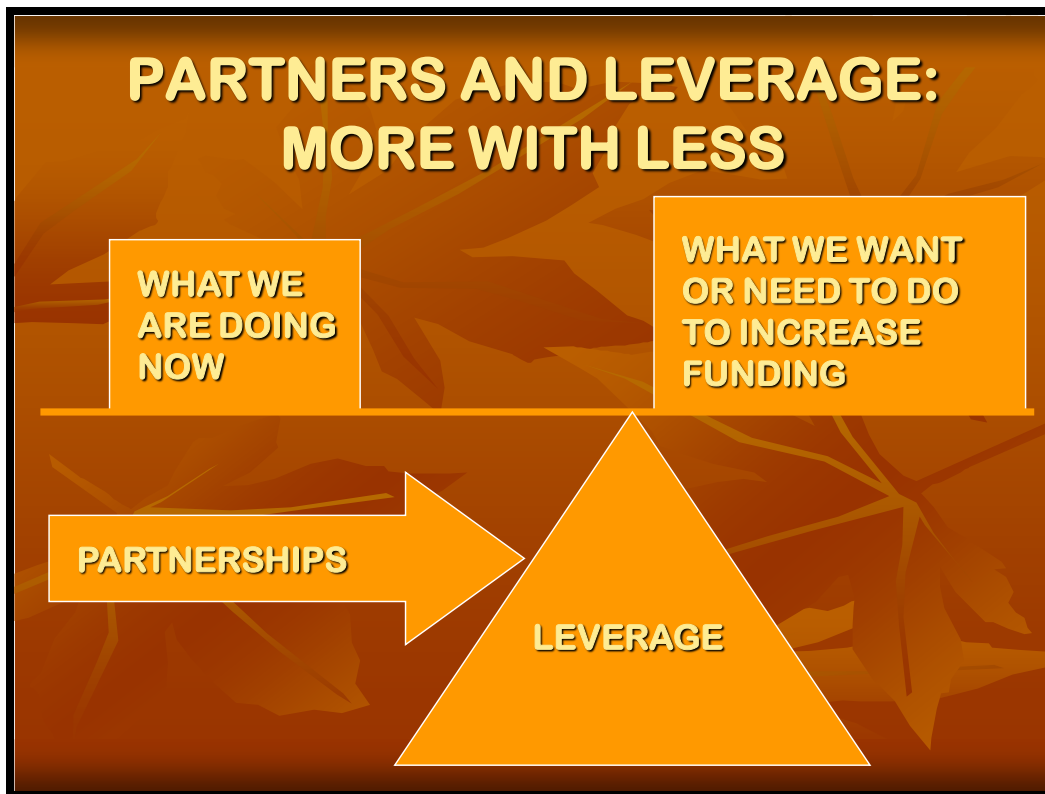 PARTNERS AND LEVERAGE:
MORE WITH LESS
WHAT WE
ARE DOING
NOW
WHAT WE WANT
OR NEED TO DO
TO INCREASE
FUNDING
PARTNERSHIPS
LEVERAGE